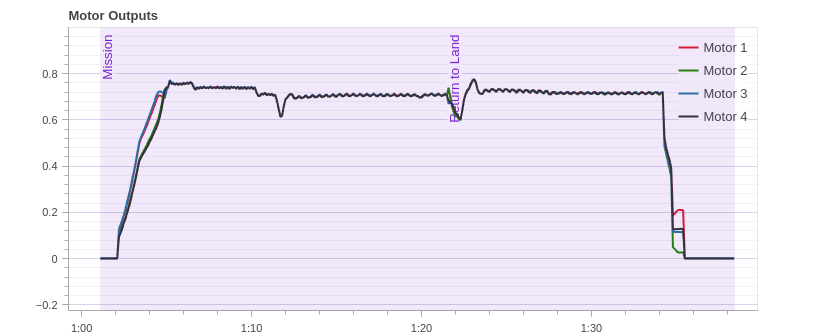 Motor Outputs
Mission
Return to Land
Motor 1
Motor 2
Motor 3
Motor 4
0.8
0.6
0.4
0.2
0
−0.2
1:00
1:10
1:20
1:30